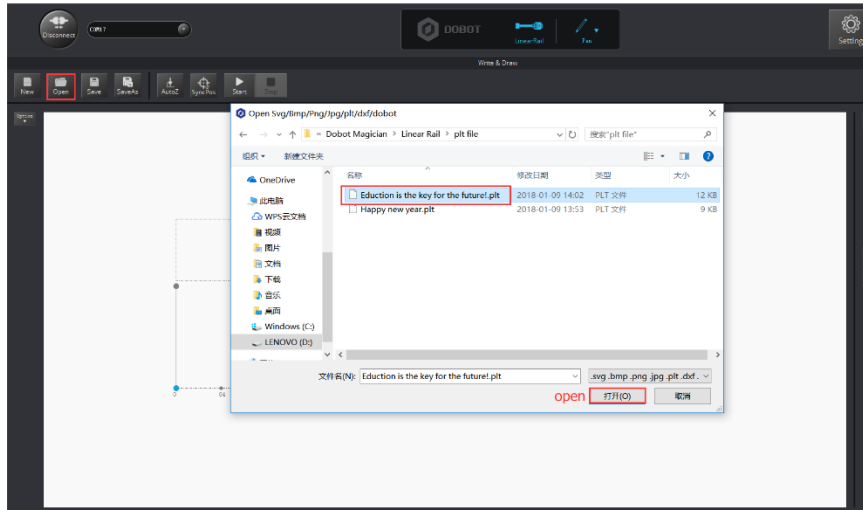 Disconnect
COM17
DOBOT
Linear Rail
Pen
Setting
Write & Draw
New
Open
Save
SaveAs
AutoZ
SyncPos
Start
Stop
Option
Open Svg/Bmp/Png/Jpg/plt/dxf/dobot
« Dobot Magician > Linear Rail > plt file
搜索"plt file"
组织
新建文件夹
名称
修改日期
类型
大小
OneDrive
此电脑
WPS云文档
视频
图片
文档
下载
音乐
桌面
Windows (C:)
LENOVO (D:)
Eduction is the key for the future!.plt 2018-01-09 14:02 PLT 文件 12 KB
Happy new year.plt 2018-01-09 13:53 PLT 文件 9 KB
文件名(N): Eduction is the key for the future!.plt
.svg .bmp .png .jpg .plt .dxf .
open
打开(O)
取消
0